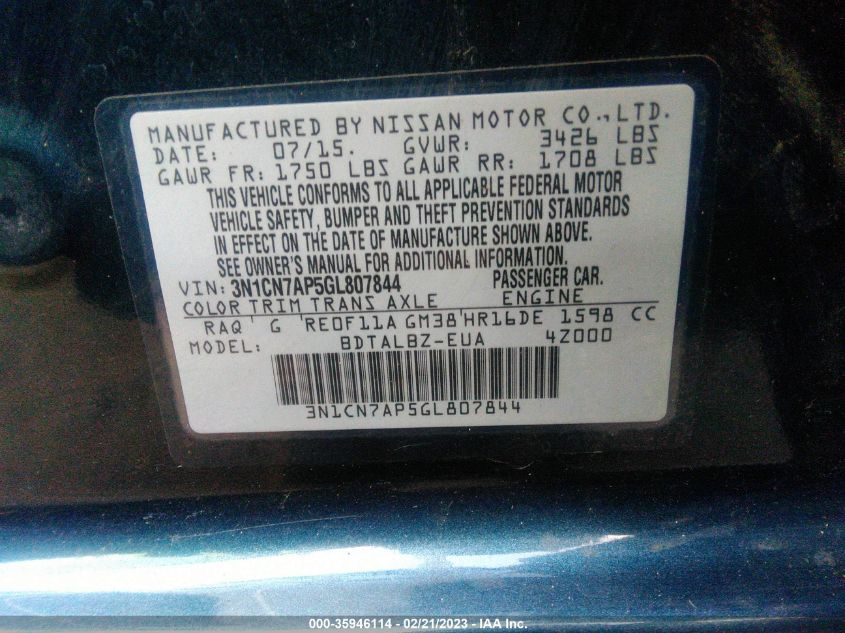 MANUFACTURED BY NISSAN MOTOR CO., LTD.
DATE: 07/15. GVWR: 3426 LBS
GAWR FR: 1750 LBS GAWR RR: 1708 LBS
THIS VEHICLE CONFORMS TO ALL APPLICABLE FEDERAL MOTOR
VEHICLE SAFETY, BUMPER AND THEFT PREVENTION STANDARDS
IN EFFECT ON THE DATE OF MANUFACTURE SHOWN ABOVE.
SEE OWNER'S MANUAL FOR ADDITIONAL INFORMATION.
VIN: 3N1CN7AP5GL807844 PASSENGER CAR.
COLOR TRIM TRANS AXLE ENGINE
RAQ ' G 'RE0F11A GM38'HR16DE 1598 CC
MODEL: BDTALBZ-EUA 4Z000
3N1CN7AP5GL807844
000-35946114 - 02/21/2023 - IAA Inc.